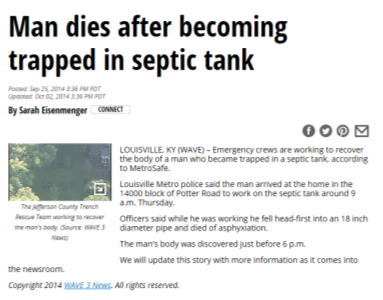 Man dies after becoming
trapped in septic tank
Posted: Sep 25, 2014 3:36 PM PDT
Updated: Oct 02, 2014 3:36 PM PDT
By Sarah Eisenmenger CONNECT
LOUISVILLE, KY (WAVE) – Emergency crews are working to recover
the body of a man who became trapped in a septic tank, according
to MetroSafe.
Louisville Metro police said the man arrived at the home in the
14000 block of Potter Road to work on the septic tank around 9
a.m. Thursday.
Officers said while he was working he fell head-first into an 18 inch
diameter pipe and died of asphyxiation.
The man's body was discovered just before 6 p.m.
We will update this story with more information as it comes into
the newsroom.
The Jefferson County Trench
Rescue Team working to recover
the man's body. (Source: WAVE 3
News)
Copyright 2014 WAVE 3 News. All rights reserved.